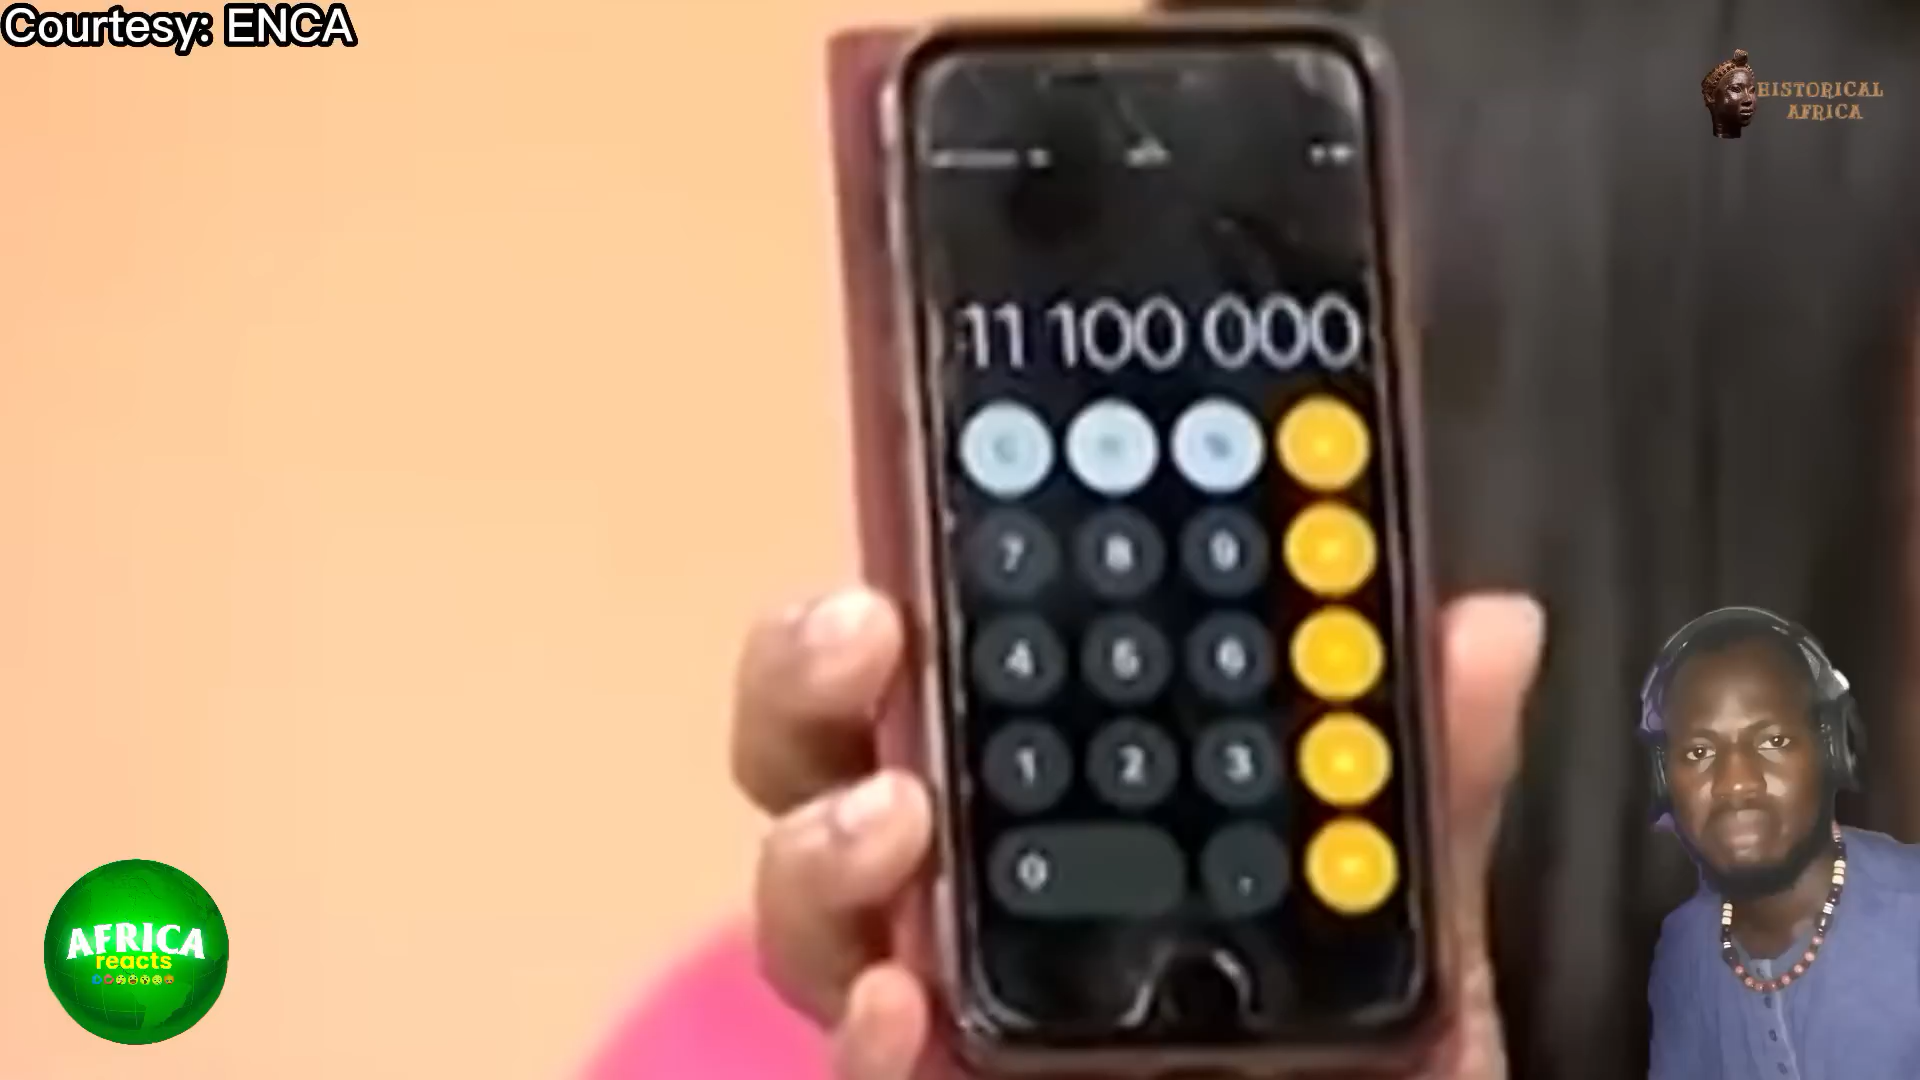 Courtesy: ENCA
HISTORICAL
AFRICA
11 100 000
7 8 9
4 5 6
1 2 3
0 .
AFRICA
reacts